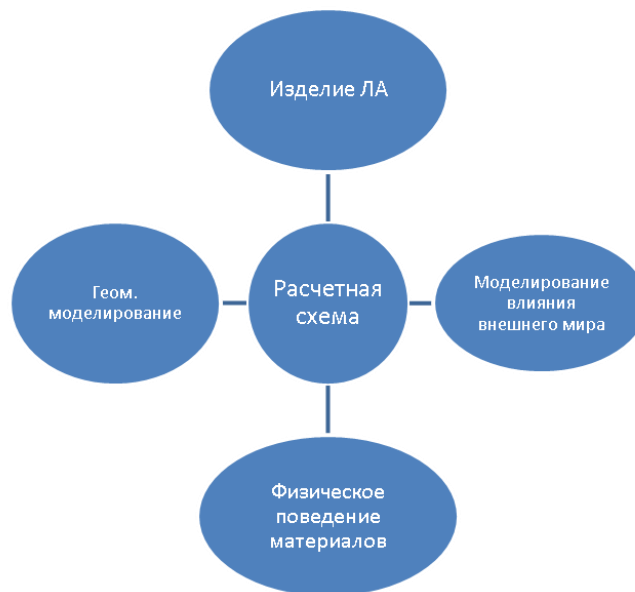 Изделие ЛА
Геом.
моделирование
Расчетная
схема
Моделирование
влияния
внешнего мира
Физическое
поведение
материалов